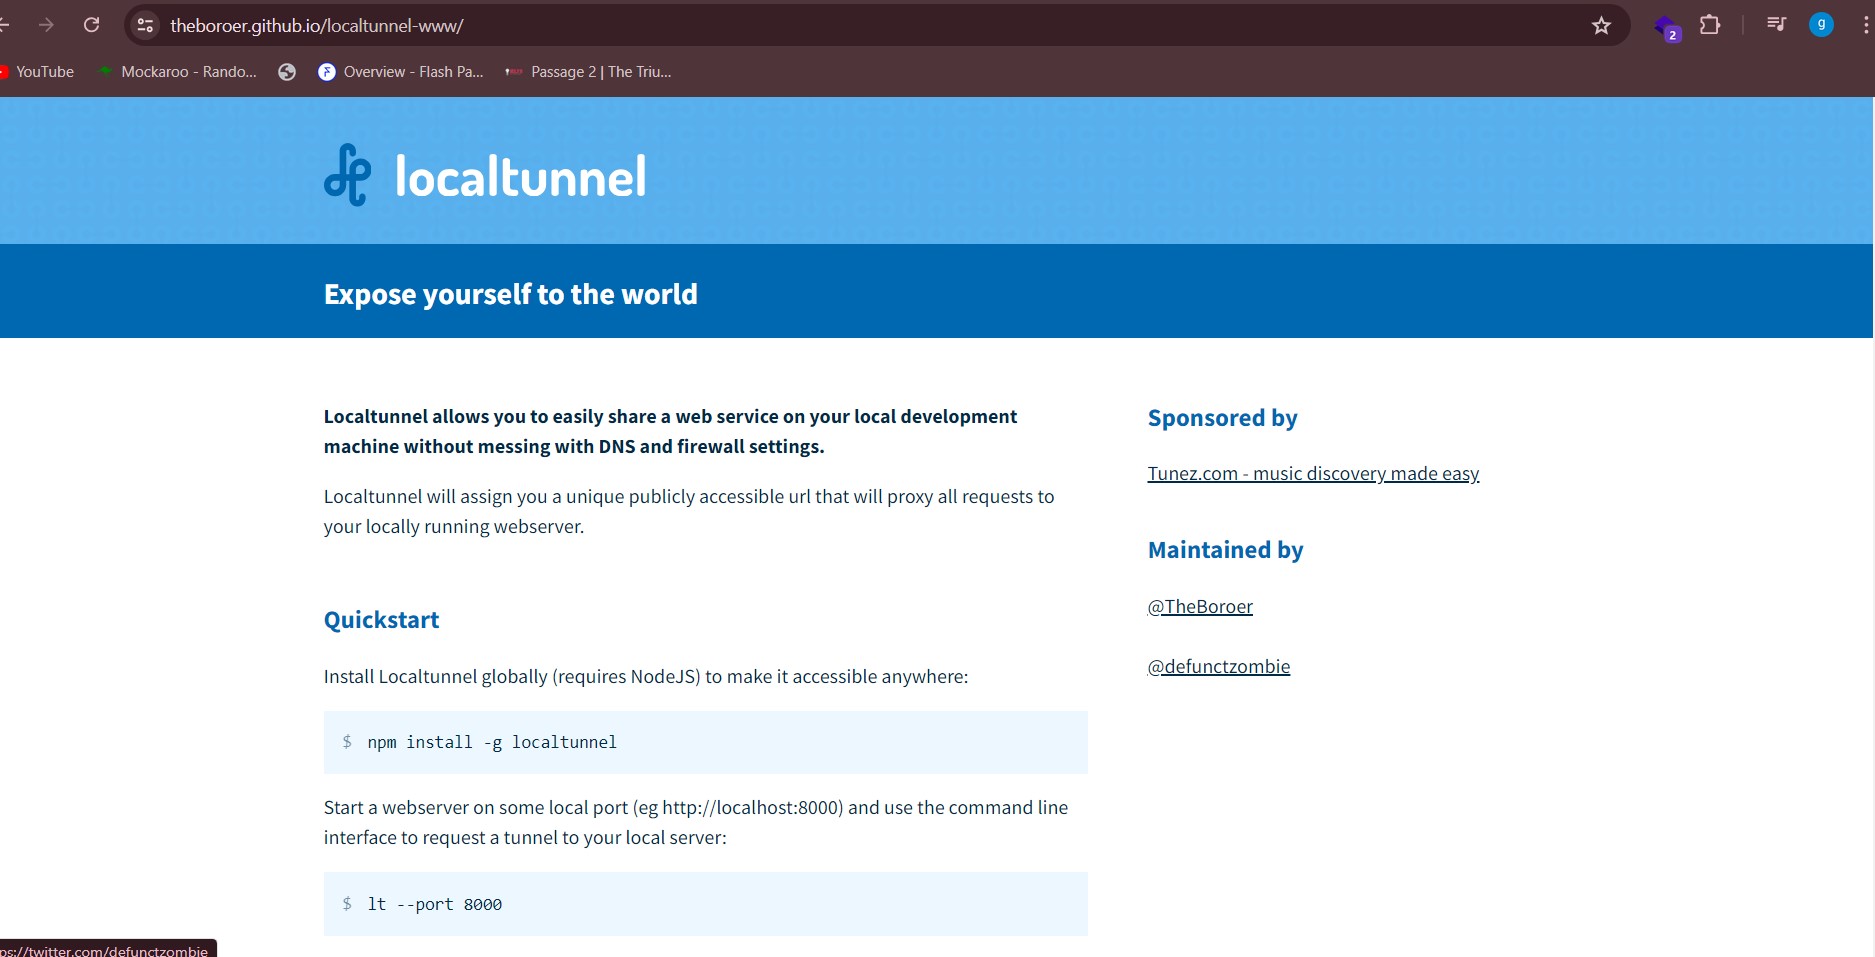 theboroer.github.io/localtunnel-www/
2
g
YouTube
Mockaroo - Rando...
Overview - Flash Pa...
Passage 2 | The Triu...
localtunnel
Expose yourself to the world
Localtunnel allows you to easily share a web service on your local development
machine without messing with DNS and firewall settings.
Localtunnel will assign you a unique publicly accessible url that will proxy all requests to
your locally running webserver.
Quickstart
Install Localtunnel globally (requires NodeJS) to make it accessible anywhere:
$ npm install -g localtunnel
Start a webserver on some local port (eg http://localhost:8000) and use the command line
interface to request a tunnel to your local server:
$ lt --port 8000
Sponsored by
Tunez.com - music discovery made easy
Maintained by
@TheBoroer
@defunctzombie
ps://twitter.com/defunctzombie